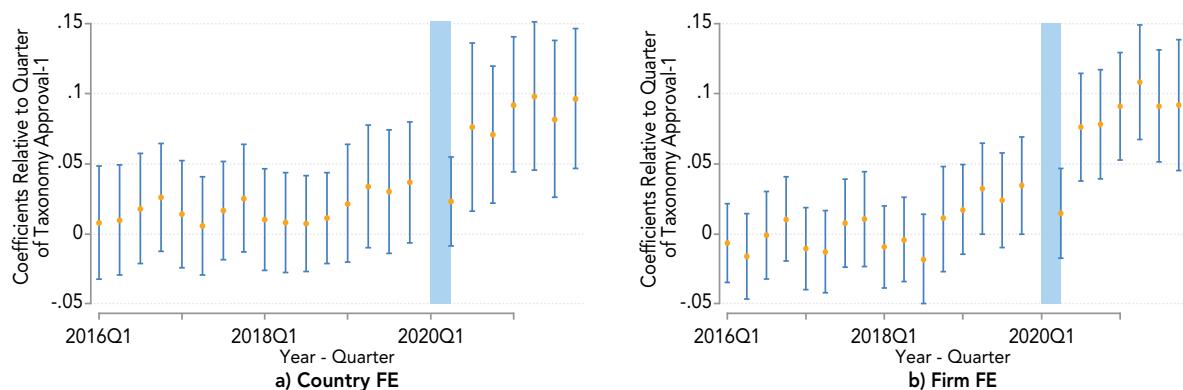 Coefficients Relative to Quarter
of Taxonomy Approval-1
.15
.1
.05
0
-.05
2016Q1
2018Q1
2020Q1
Year - Quarter
a) Country FE
Coefficients Relative to Quarter
of Taxonomy Approval-1
.15
.1
.05
0
-.05
2016Q1
2018Q1
2020Q1
Year - Quarter
b) Firm FE